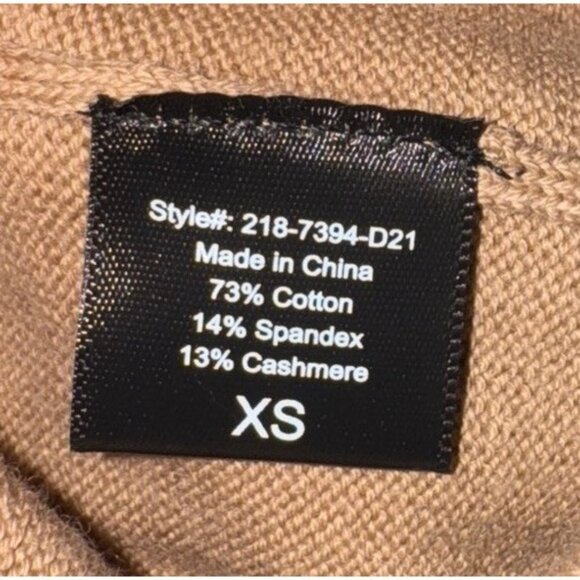 Style#: 218-7394-D21
Made in China
73% Cotton
14% Spandex
13% Cashmere
XS